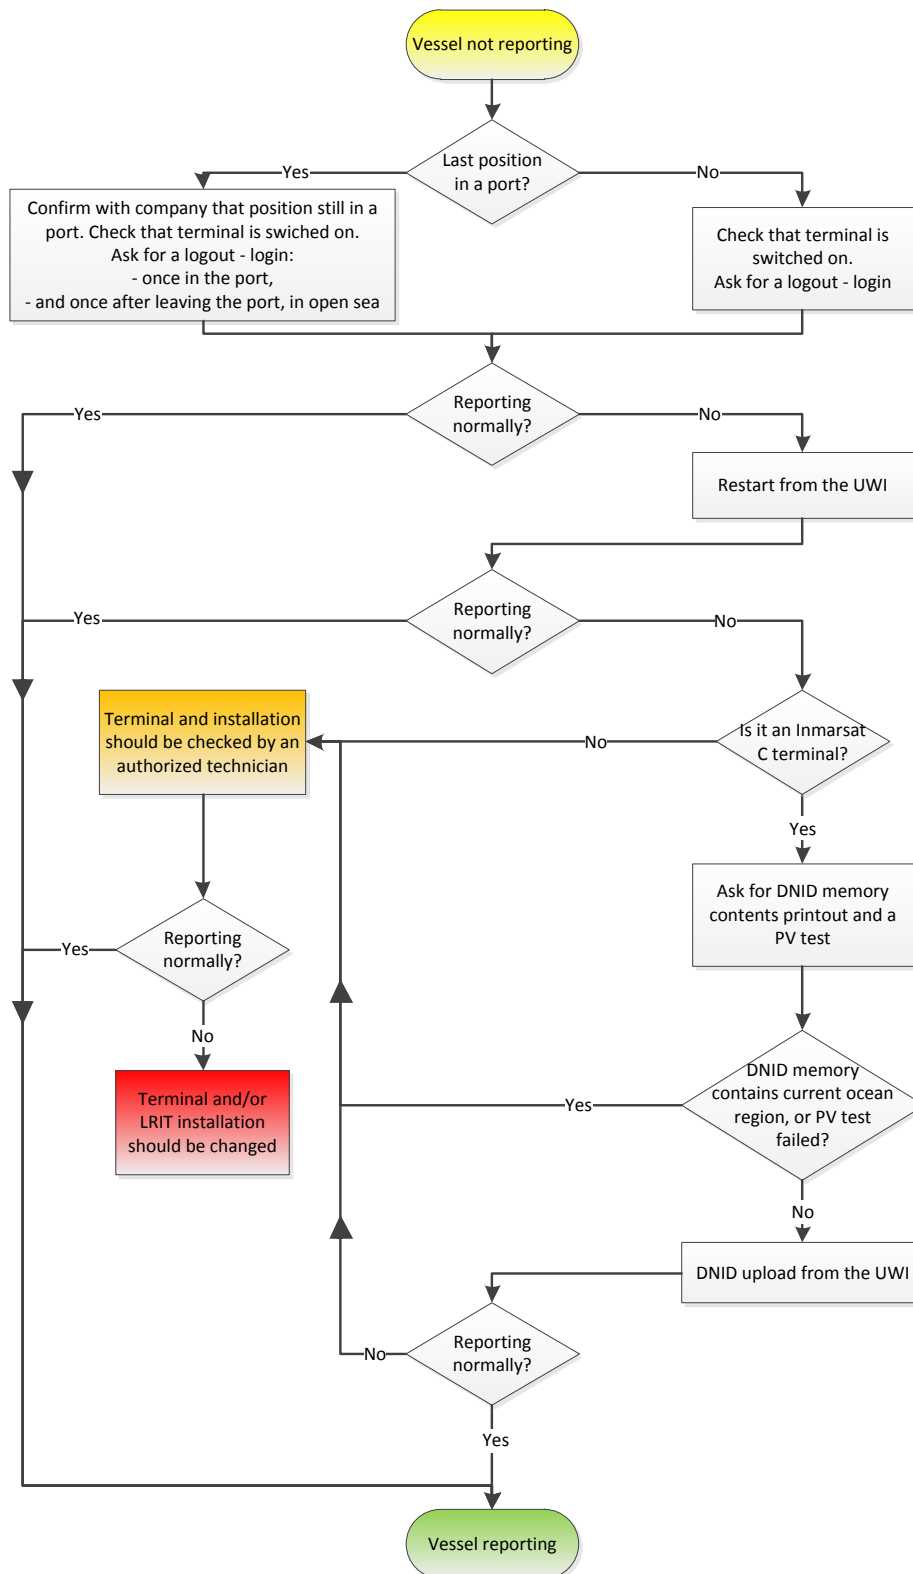 Vessel not reporting
Last position
in a port?
Yes
No
Confirm with company that position still in a
port. Check that terminal is swiched on.
Ask for a logout - login:
- once in the port,
- and once after leaving the port, in open sea
Check that terminal is
switched on.
Ask for a logout - login
Reporting
normally?
Yes
No
Restart from the UWI
Reporting
normally?
Yes
No
Terminal and installation
should be checked by an
authorized technician
No
Is it an Inmarsat
C terminal?
Yes
Ask for DNID memory
contents printout and a
PV test
Reporting
normally?
Yes
No
Terminal and/or
LRIT installation
should be changed
Yes
DNID memory
contains current ocean
region, or PV test
failed?
No
DNID upload from the UWI
Reporting
normally?
No
Yes
Vessel reporting